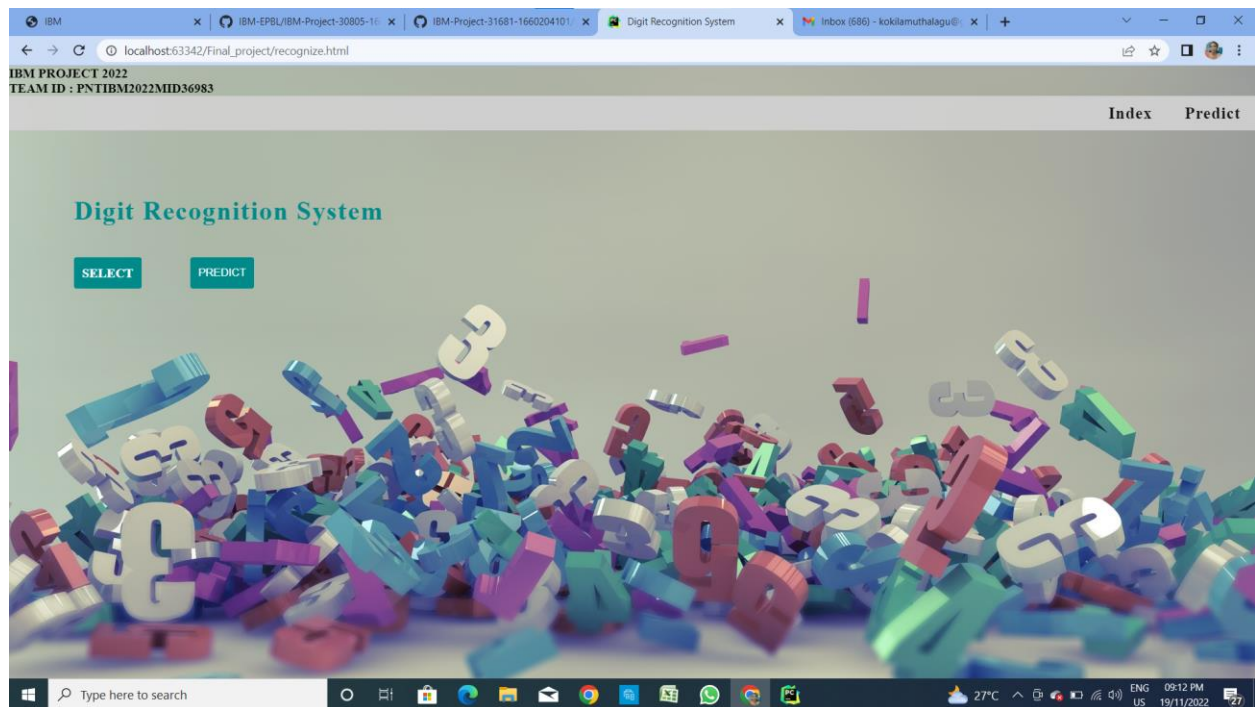 IBM
IBM-EPBL/IBM-Project-30805-16
IBM-Project-31681-1660204101
Digit Recognition System
Inbox (686) - kokilamuthalagu@
localhost:63342/Final_project/recognize.html
IBM PROJECT 2022
TEAM ID : PNTIBM2022MID36983
Index Predict
Digit Recognition System
SELECT PREDICT
Type here to search
27°C
ENG 09:12 PM
US 19/11/2022
27